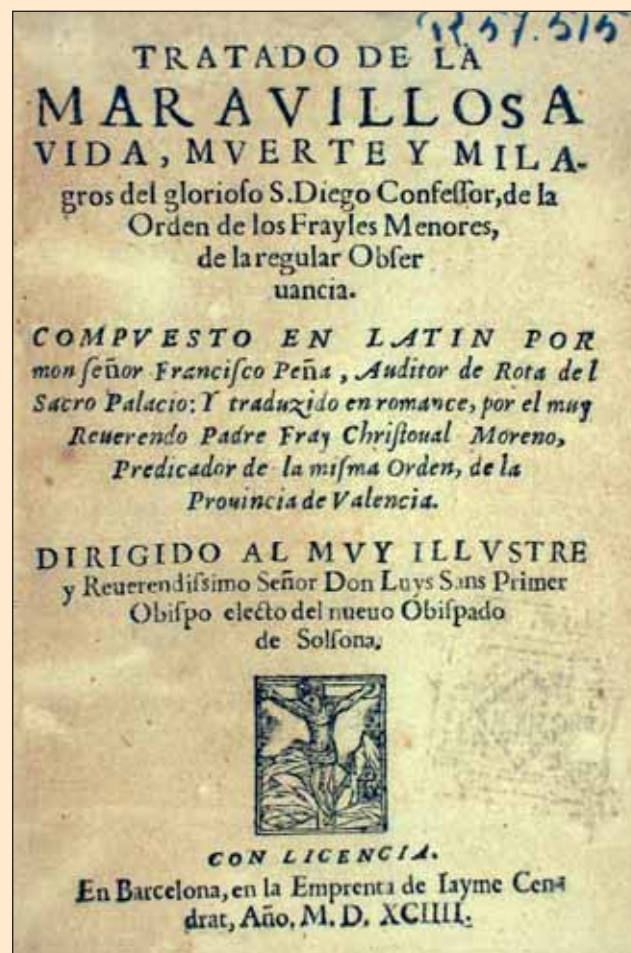 R 57.515
TRATADO DE LA
MARAVILLOSA
VIDA, MVERTE Y MILA-
gros del glorioſo S.Diego Confeſſor,de la
Orden de los Frayles Menores,
de la regular Obſer
uancia.
COMPVESTO EN LATIN POR
mon ſeñor Franciſco Peña , Auditor de Rota del
Sacro Palacio: Y traduzido en romance, por el muy
Reuerendo Padre Fray Chriſtoual Moreno,
Predicador de la miſma Orden, de la
Prouincia de Valencia.
DIRIGIDO AL MVY ILLVSTRE
y Reuerendiſsimo Señor Don Luys Sans Primer
Obiſpo electo del nueuo Obiſpado
de Solſona.
CON LICENCIA.
En Barcelona, en la Emprenta de Iayme Cen-
drat, Año, M. D. XCIIII.